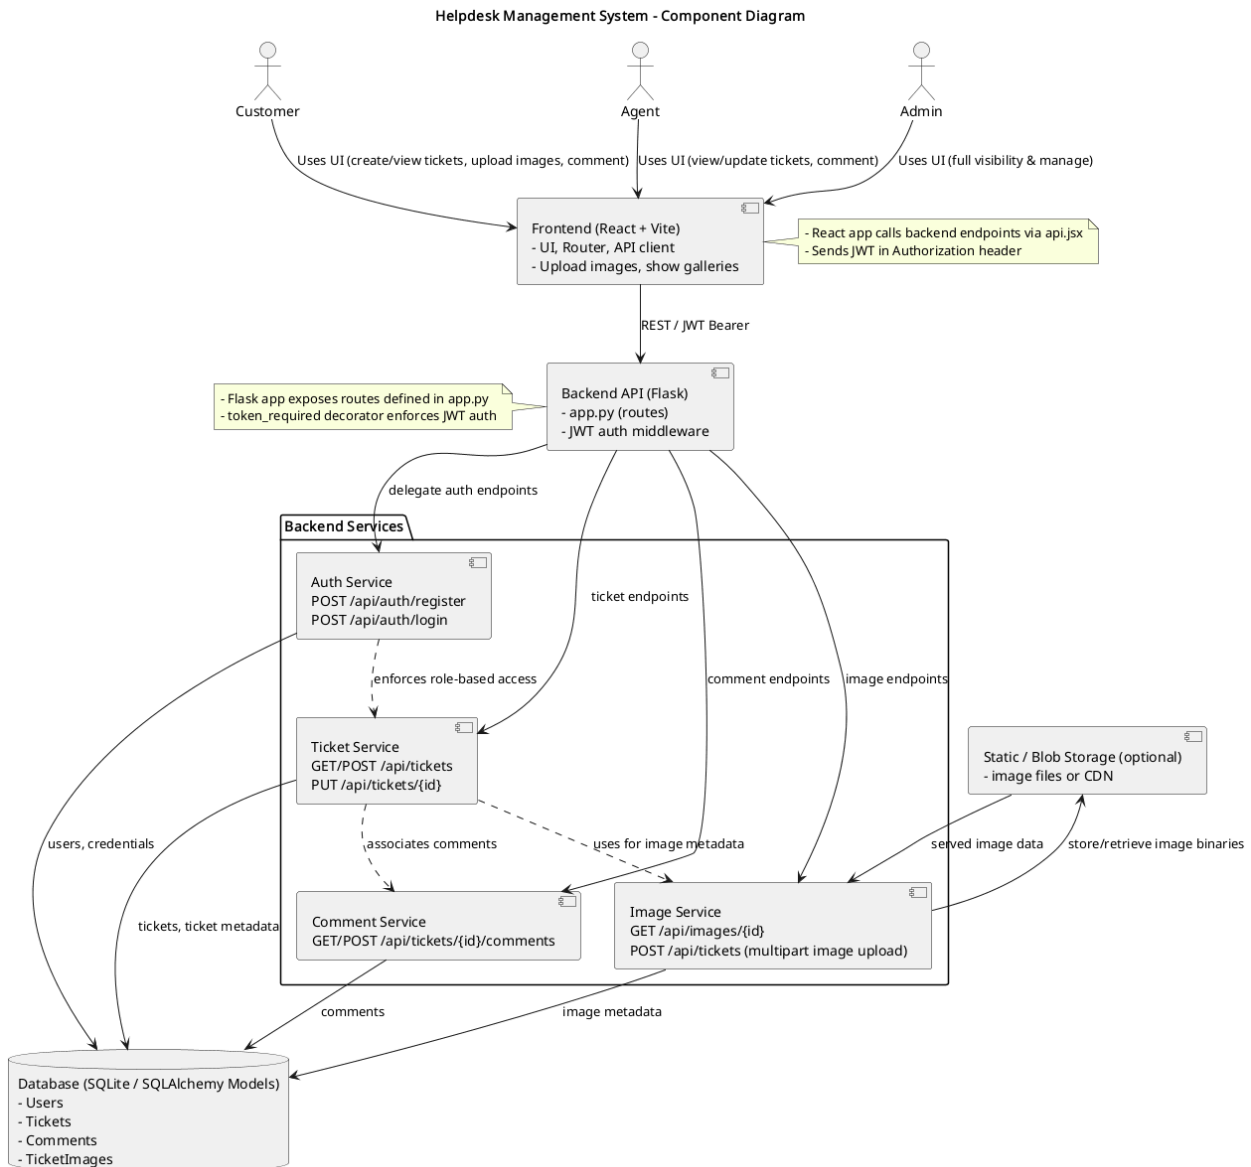 Helpdesk Management System - Component Diagram
Customer
Agent
Admin
Uses UI (create/view tickets, upload images, comment)
Uses UI (view/update tickets, comment)
Uses UI (full visibility & manage)
Frontend (React + Vite)
- UI, Router, API client
- Upload images, show galleries
- React app calls backend endpoints via api.jsx
- Sends JWT in Authorization header
REST / JWT Bearer
Backend API (Flask)
- app.py (routes)
- JWT auth middleware
- Flask app exposes routes defined in app.py
- token_required decorator enforces JWT auth
delegate auth endpoints
Backend Services
Auth Service
POST /api/auth/register
POST /api/auth/login
ticket endpoints
enforces role-based access
comment endpoints
image endpoints
Ticket Service
GET/POST /api/tickets
PUT /api/tickets/{id}
Static / Blob Storage (optional)
- image files or CDN
users, credentials
associates comments
uses for image metadata
served image data
store/retrieve image binaries
tickets, ticket metadata
Comment Service
GET/POST /api/tickets/{id}/comments
Image Service
GET /api/images/{id}
POST /api/tickets (multipart image upload)
comments
image metadata
Database (SQLite / SQLAlchemy Models)
- Users
- Tickets
- Comments
- TicketImages